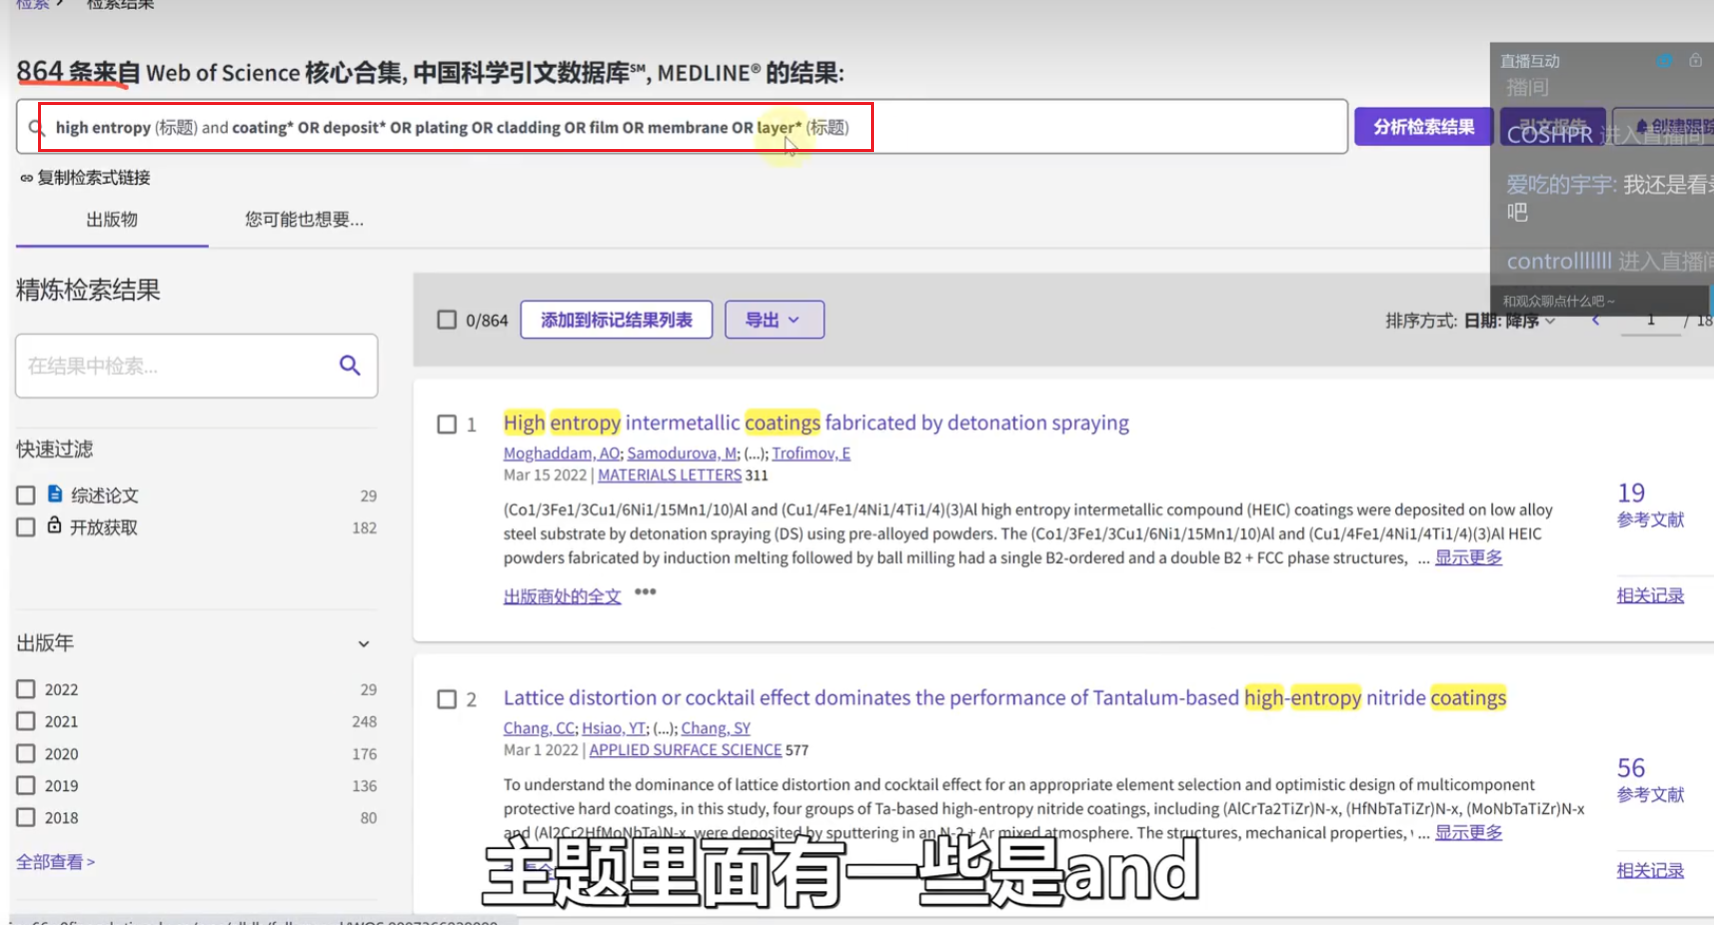 检索 > 检索结果
864 条来自 Web of Science 核心合集, 中国科学引文数据库℠, MEDLINE® 的结果:
high entropy (标题) and coating* OR deposit* OR plating OR cladding OR film OR membrane OR layer* (标题)
分析检索结果
引文报告
创建跟踪
直播互动
播间
COSHPR 进入直播间
爱吃的宇宇: 我还是看录
吧
controlllllll 进入直播间
和观众聊点什么吧~
复制检索式链接
出版物
您可能也想要...
精炼检索结果
在结果中检索...
快速过滤
综述论文 29
开放获取 182
出版年
2022 29
2021 248
2020 176
2019 136
2018 80
全部查看 >
0/864 添加到标记结果列表 导出
排序方式: 日期: 降序 < 1 / 18
1 High entropy intermetallic coatings fabricated by detonation spraying
Moghaddam, AO; Samodurova, M; (...); Trofimov, E
Mar 15 2022 | MATERIALS LETTERS 311
(Co1/3Fe1/3Cu1/6Ni1/15Mn1/10)Al and (Cu1/4Fe1/4Ni1/4Ti1/4)(3)Al high entropy intermetallic compound (HEIC) coatings were deposited on low alloy
steel substrate by detonation spraying (DS) using pre-alloyed powders. The (Co1/3Fe1/3Cu1/6Ni1/15Mn1/10)Al and (Cu1/4Fe1/4Ni1/4Ti1/4)(3)Al HEIC
powders fabricated by induction melting followed by ball milling had a single B2-ordered and a double B2 + FCC phase structures, ... 显示更多
出版商处的全文 •••
19
参考文献
相关记录
2 Lattice distortion or cocktail effect dominates the performance of Tantalum-based high-entropy nitride coatings
Chang, CC; Hsiao, YT; (...); Chang, SY
Mar 1 2022 | APPLIED SURFACE SCIENCE 577
To understand the dominance of lattice distortion and cocktail effect for an appropriate element selection and optimistic design of multicomponent
protective hard coatings, in this study, four groups of Ta-based high-entropy nitride coatings, including (AlCrTa2TiZr)N-x, (HfNbTaTiZr)N-x, (MoNbTaTiZr)N-x
and (Al2Cr2HfMoNbTa)N-x, were deposited by sputtering in an N-2 + Ar mixed atmosphere. The structures, mechanical properties, ... 显示更多
56
参考文献
相关记录
主题里面有一些是and